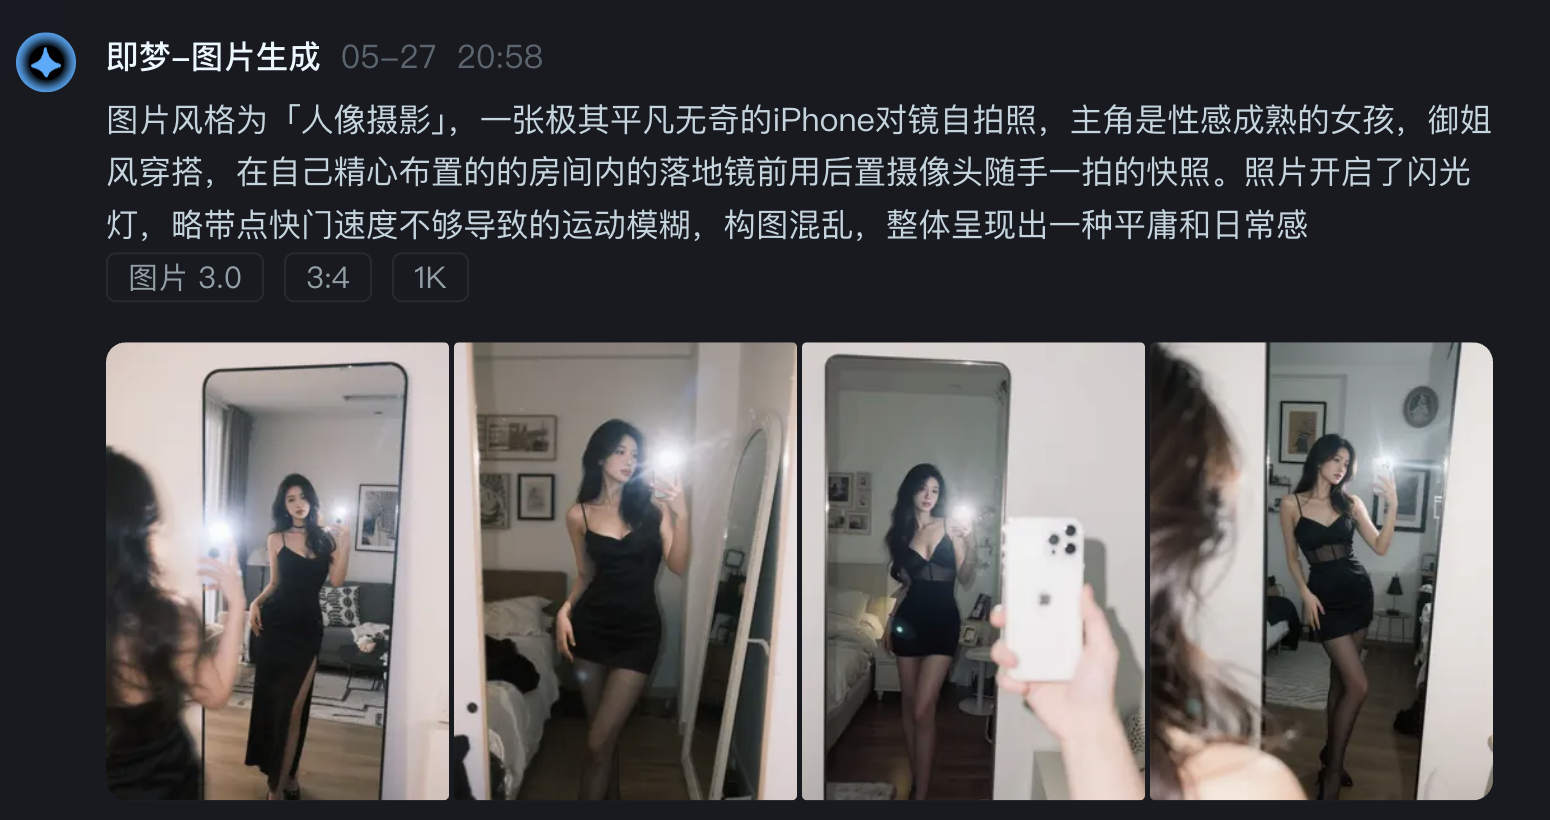 即梦-图片生成 05-27 20:58
图片风格为「人像摄影」，一张极其平凡无奇的iPhone对镜自拍照，主角是性感成熟的女孩，御姐
风穿搭，在自己精心布置的的房间内的落地镜前用后置摄像头随手一拍的快照。照片开启了闪光
灯，略带点快门速度不够导致的运动模糊，构图混乱，整体呈现出一种平庸和日常感
图片 3.0 3:4 1K